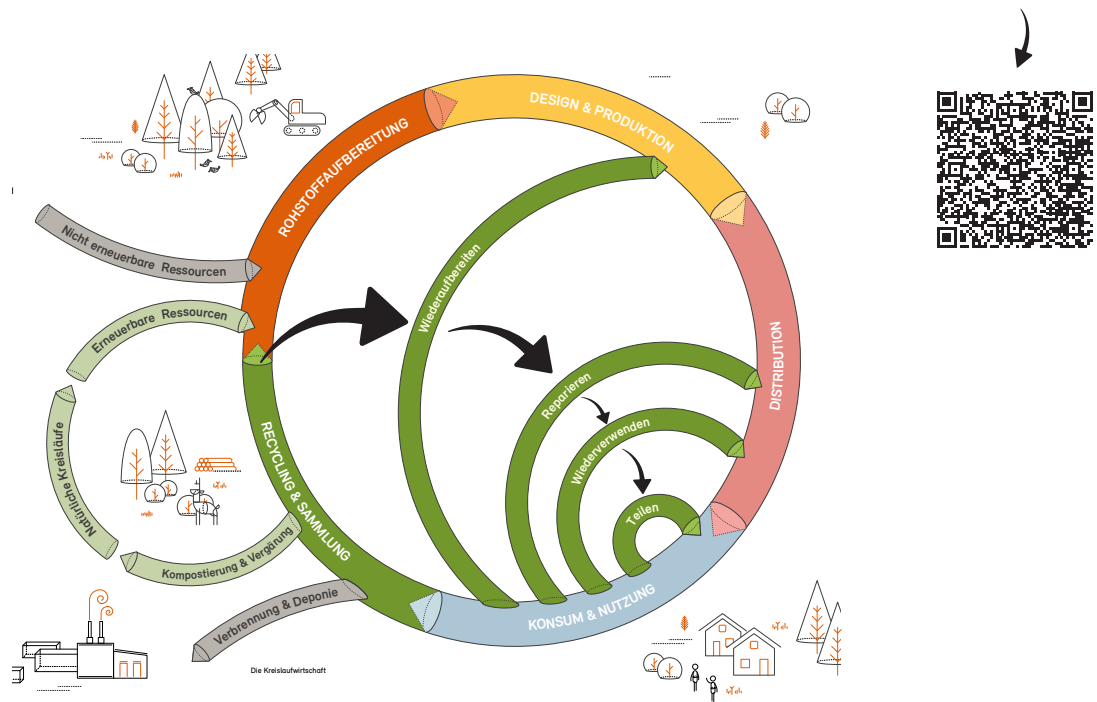 DESIGN & PRODUKTION
ROHSTOFFAUFBEREITUNG
Nicht erneuerbare Ressourcen
Wiederaufbereiten
Erneuerbare Ressourcen
DISTRIBUTION
Reparieren
Wiederverwenden
Natürliche Kreisläufe
RECYCLING & SAMMLUNG
Teilen
Kompostierung & Vergärung
KONSUM & NUTZUNG
Verbrennung & Deponie
Die Kreislaufwirtschaft